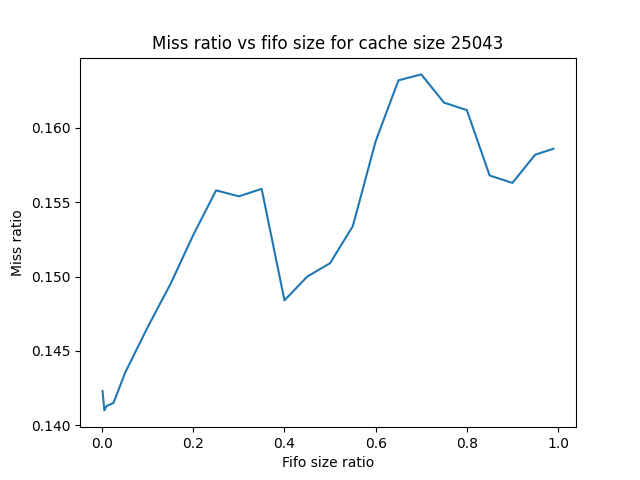 Miss ratio vs fifo size for cache size 25043
Miss ratio
0.160
0.155
0.150
0.145
0.140
0.0 0.2 0.4 0.6 0.8 1.0
Fifo size ratio